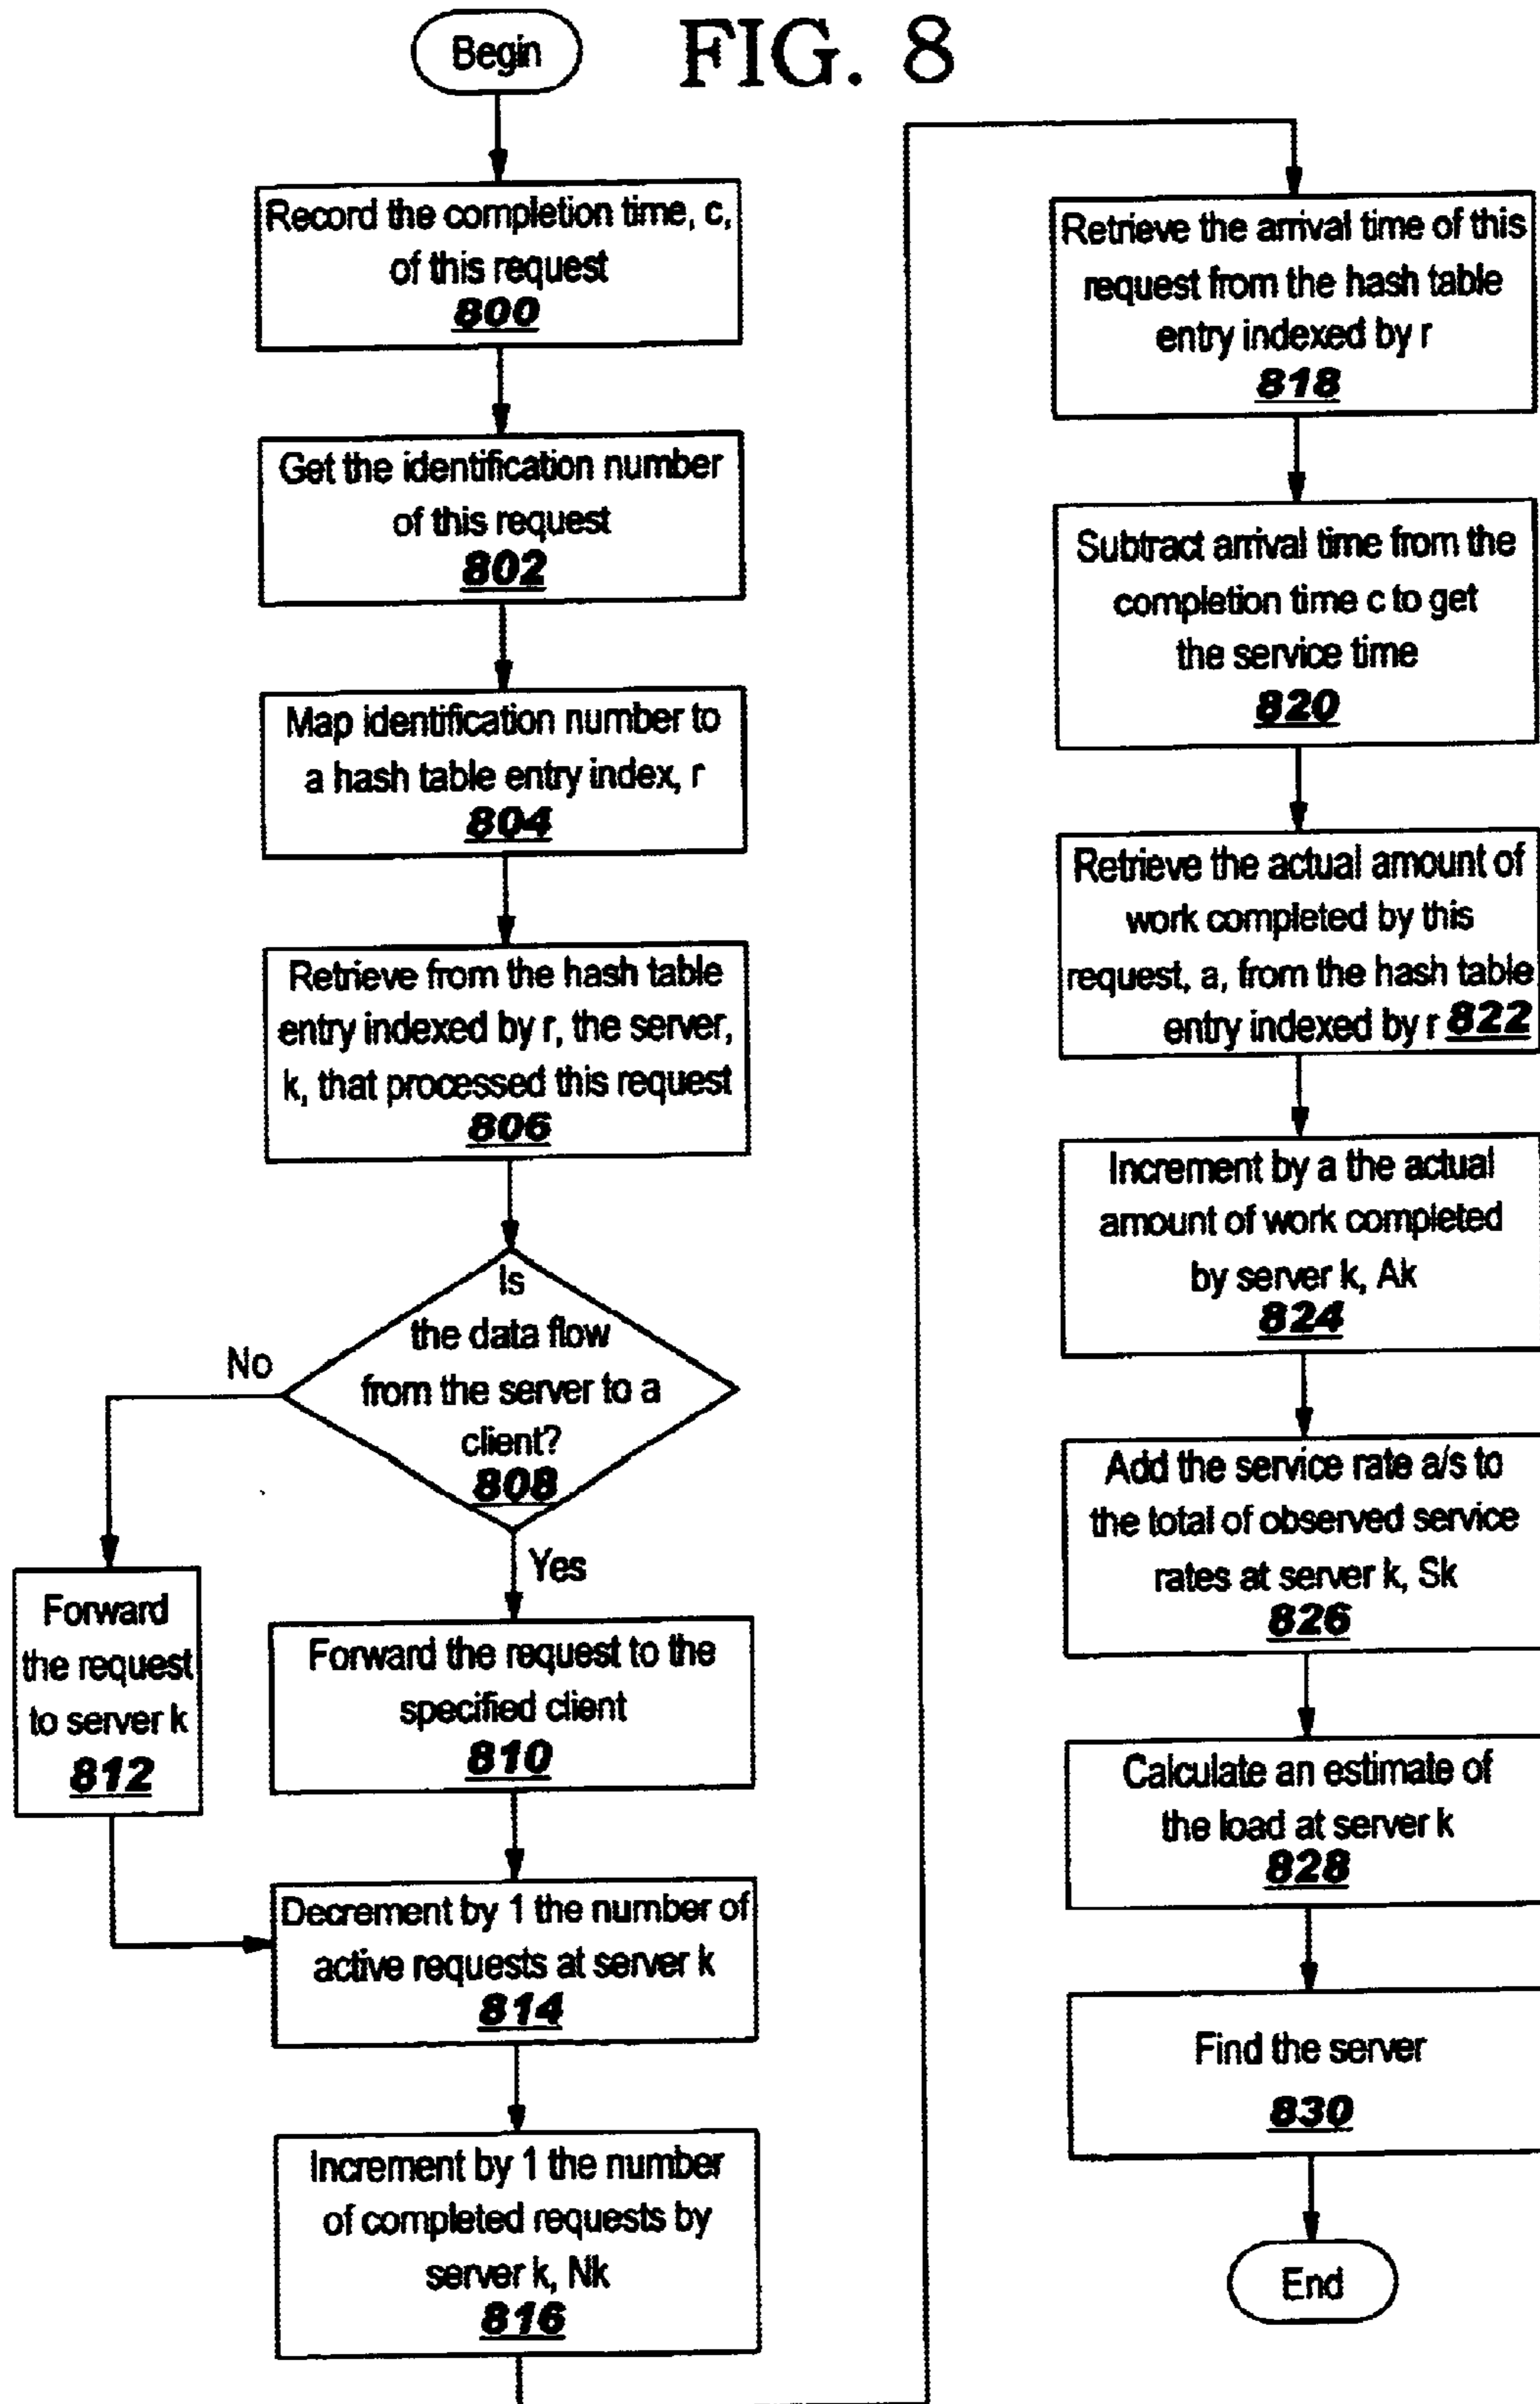 FIG. 8
Begin
Record the completion time, c,
of this request
800
Get the identification number
of this request
802
Map identification number to
a hash table entry index, r
804
Retrieve from the hash table
entry indexed by r, the server,
k, that processed this request
806
Is
the data flow
from the server to a
client?
808
No
Yes
Forward
the request
to server k
812
Forward the request to the
specified client
810
Decrement by 1 the number of
active requests at server k
814
Increment by 1 the number
of completed requests by
server k, Nk
816
Retrieve the arrival time of this
request from the hash table
entry indexed by r
818
Subtract arrival time from the
completion time c to get
the service time
820
Retrieve the actual amount of
work completed by this
request, a, from the hash table
entry indexed by r 822
Increment by a the actual
amount of work completed
by server k, Ak
824
Add the service rate a/s to
the total of observed service
rates at server k, Sk
826
Calculate an estimate of
the load at server k
828
Find the server
830
End